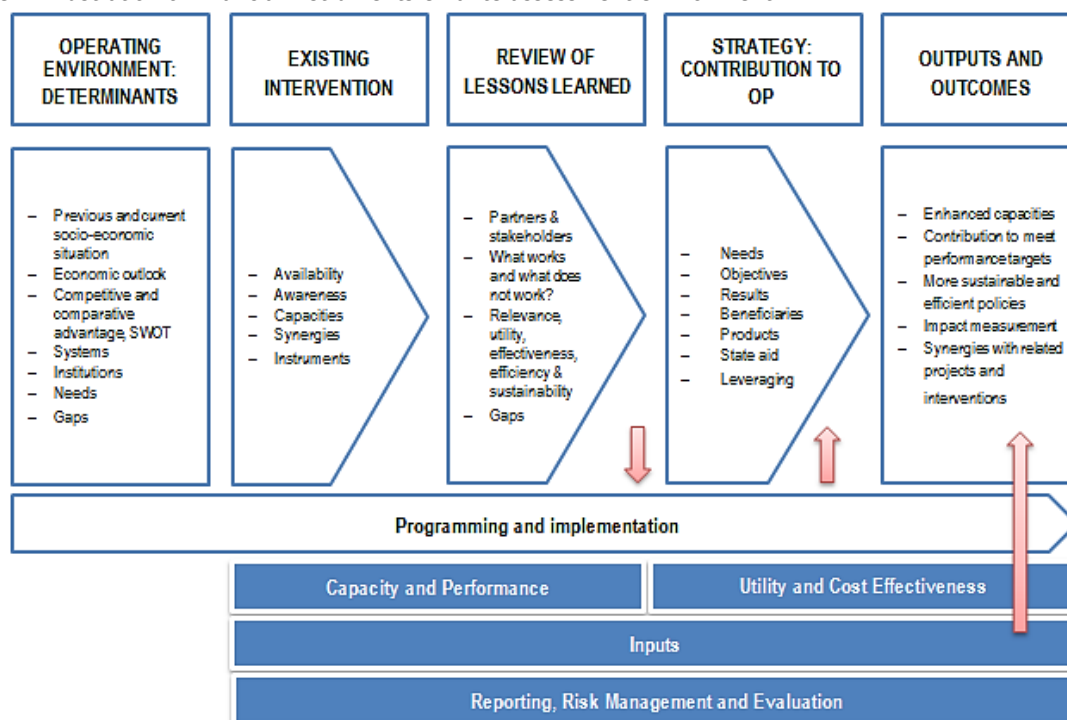 OPERATING
ENVIRONMENT:
DETERMINANTS
EXISTING
INTERVENTION
REVIEW OF
LESSONS LEARNED
STRATEGY:
CONTRIBUTION TO
OP
OUTPUTS AND
OUTCOMES
– Previous and current
socio-economic
situation
– Economic outlook
– Competitive and
comparative
advantage, SWOT
– Systems
– Institutions
– Needs
– Gaps
– Availability
– Awareness
– Capacities
– Synergies
– Instruments
– Partners &
stakeholders
– What works
and what does
not work?
– Relevance,
utility,
effectiveness,
efficiency &
sustainability
– Gaps
– Needs
– Objectives
– Results
– Beneficiaries
– Products
– State aid
– Leveraging
– Enhanced capacities
– Contribution to meet
performance targets
– More sustainable and
efficient policies
– Impact measurement
– Synergies with related
projects and
interventions
Programming and implementation
Capacity and Performance
Utility and Cost Effectiveness
Inputs
Reporting, Risk Management and Evaluation